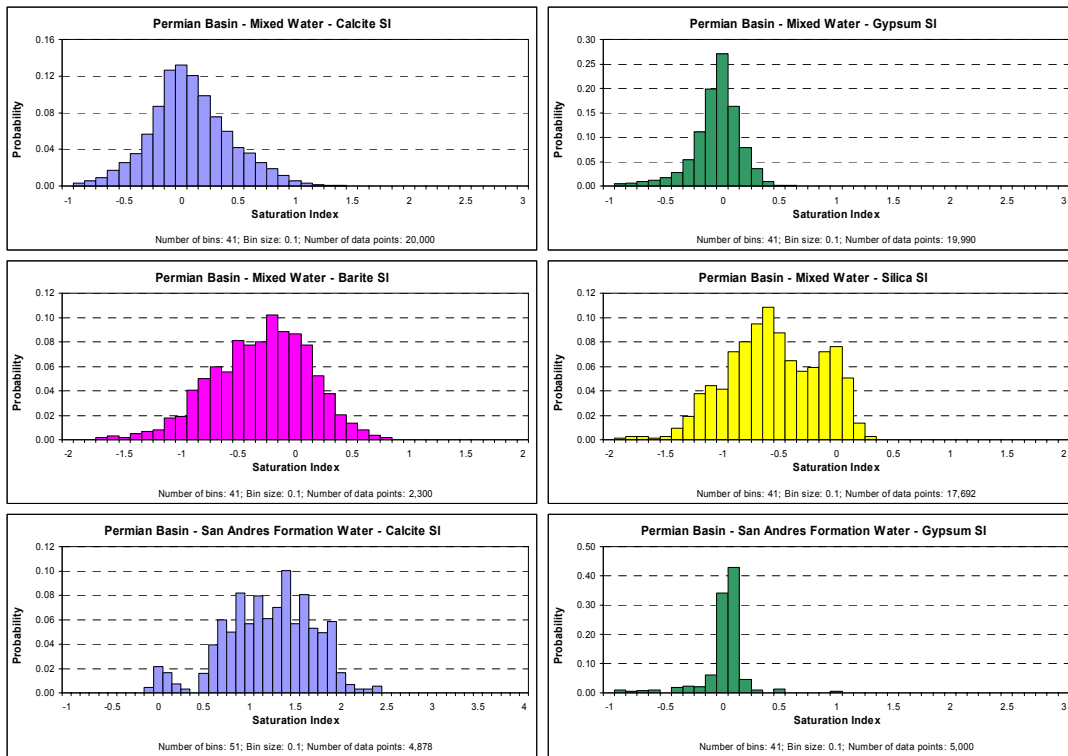 Permian Basin - Mixed Water - Calcite SI
0.16
0.12
0.08
0.04
0.00
Probability
-1 -0.5 0 0.5 1 1.5 2 2.5 3
Saturation Index
Number of bins: 41; Bin size: 0.1; Number of data points: 20,000
Permian Basin - Mixed Water - Gypsum SI
0.30
0.25
0.20
0.15
0.10
0.05
0.00
Probability
-1 -0.5 0 0.5 1 1.5 2 2.5 3
Saturation Index
Number of bins: 41; Bin size: 0.1; Number of data points: 19,990
Permian Basin - Mixed Water - Barite SI
0.12
0.10
0.08
0.06
0.04
0.02
0.00
Probability
-2 -1.5 -1 -0.5 0 0.5 1 1.5 2
Saturation Index
Number of bins: 41; Bin size: 0.1; Number of data points: 2,300
Permian Basin - Mixed Water - Silica SI
0.12
0.10
0.08
0.06
0.04
0.02
0.00
Probability
-2 -1.5 -1 -0.5 0 0.5 1 1.5 2
Saturation Index
Number of bins: 41; Bin size: 0.1; Number of data points: 17,692
Permian Basin - San Andres Formation Water - Calcite SI
0.12
0.10
0.08
0.06
0.04
0.02
0.00
Probability
-1 -0.5 0 0.5 1 1.5 2 2.5 3 3.5 4
Saturation Index
Number of bins: 51; Bin size: 0.1; Number of data points: 4,878
Permian Basin - San Andres Formation Water - Gypsum SI
0.50
0.40
0.30
0.20
0.10
0.00
Probability
-1 -0.5 0 0.5 1 1.5 2 2.5 3
Saturation Index
Number of bins: 41; Bin size: 0.1; Number of data points: 5,000